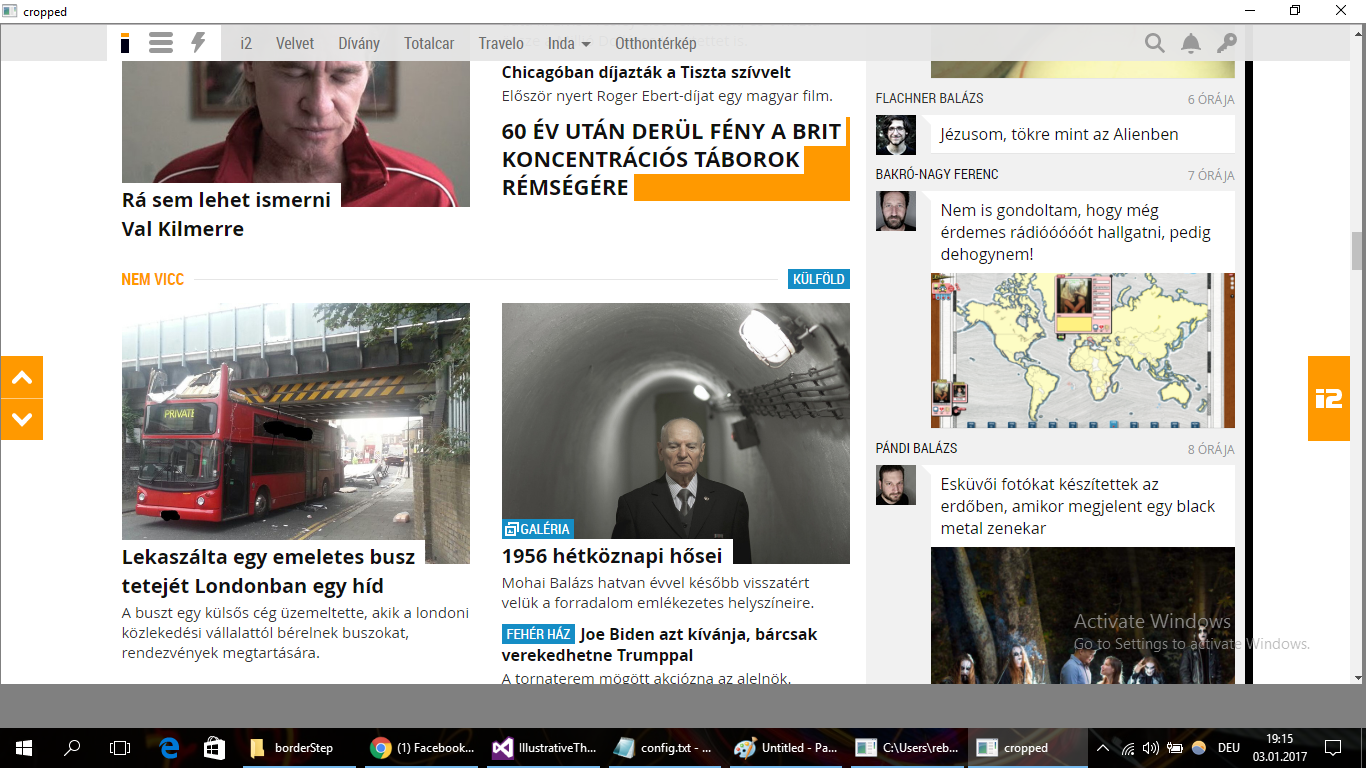 cropped
i2 Velvet Dívány Totalcar Travelo Inda Otthontérkép
Rá sem lehet ismerni
Val Kilmerre
Chicagóban díjazták a Tiszta szívvelt
Először nyert Roger Ebert-díjat egy magyar film.
60 ÉV UTÁN DERÜL FÉNY A BRIT
KONCENTRÁCIÓS TÁBOROK
RÉMSÉGÉRE
NEM VICC
KÜLFÖLD
PRIVATE
Lekaszálta egy emeletes busz
tetejét Londonban egy híd
A buszt egy külsős cég üzemeltette, akik a londoni
közlekedési vállalattól bérelnek buszokat,
rendezvények megtartására.
GALÉRIA
1956 hétköznapi hősei
Mohai Balázs hatvan évvel később visszatért
velük a forradalom emlékezetes helyszíneire.
FEHÉR HÁZ Joe Biden azt kívánja, bárcsak
verekedhetne Trumppal
A tornaterem mögött akciózna az alelnök.
FLACHNER BALÁZS 6 ÓRÁJA
Jézusom, tökre mint az Alienben
BAKRÓ-NAGY FERENC 7 ÓRÁJA
Nem is gondoltam, hogy még
érdemes rádióóóóót hallgatni, pedig
dehogynem!
PÁNDI BALÁZS 8 ÓRÁJA
Esküvői fotókat készítettek az
erdőben, amikor megjelent egy black
metal zenekar
i2
Activate Windows
Go to Settings to activate Windows.
borderStep (1) Facebook... IllustrativeTh... config.txt - ... Untitled - Pa... C:\Users\reb... cropped DEU 19:15
03.01.2017